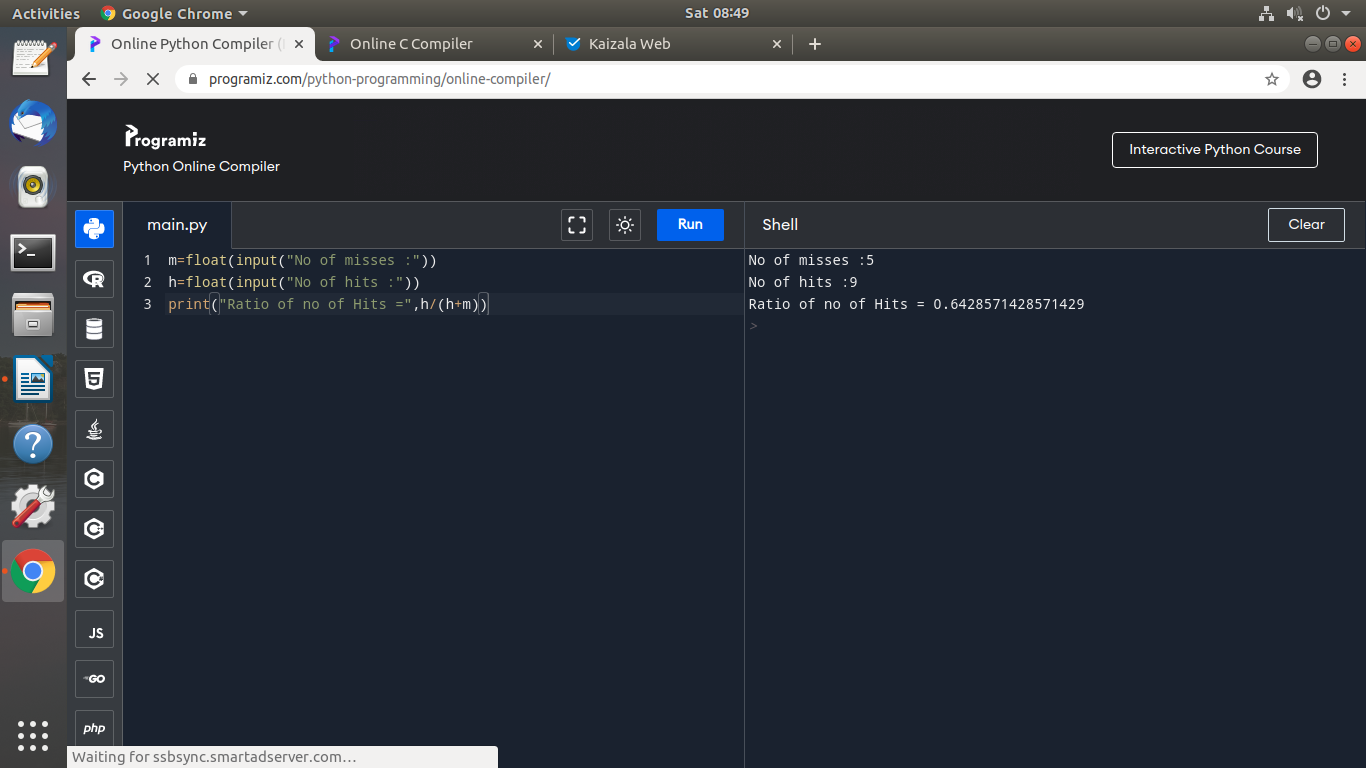 Activities Google Chrome Sat 08:49
Online Python Compiler ( Online C Compiler Kaizala Web
programiz.com/python-programming/online-compiler/
Programiz
Python Online Compiler
Interactive Python Course
main.py Run Shell Clear
1 m=float(input("No of misses :"))
2 h=float(input("No of hits :"))
3 print("Ratio of no of Hits =",h/(h+m))
No of misses :5
No of hits :9
Ratio of no of Hits = 0.6428571428571429
>
R
5
C
C
C
JS
GO
php
Waiting for ssbsync.smartadserver.com…